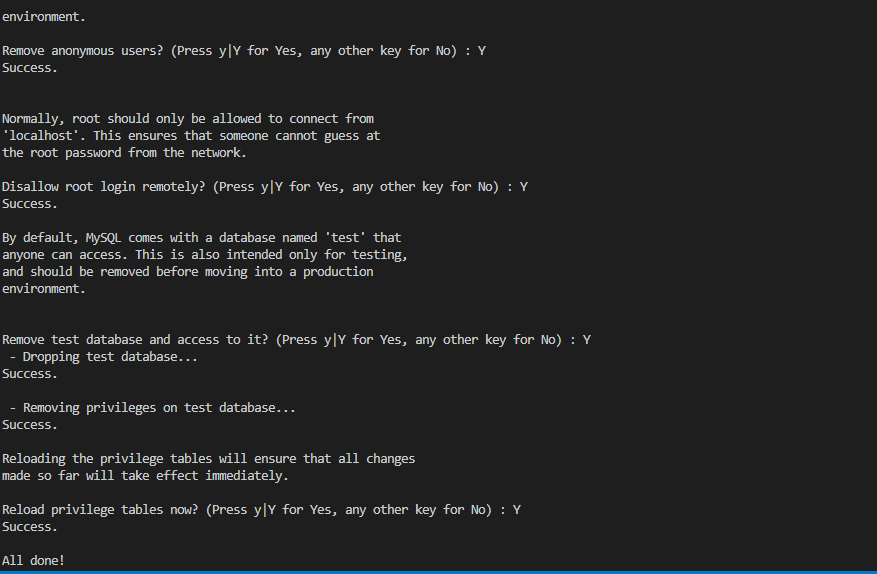 environment.
Remove anonymous users? (Press y|Y for Yes, any other key for No) : Y
Success.
Normally, root should only be allowed to connect from
'localhost'. This ensures that someone cannot guess at
the root password from the network.
Disallow root login remotely? (Press y|Y for Yes, any other key for No) : Y
Success.
By default, MySQL comes with a database named 'test' that
anyone can access. This is also intended only for testing,
and should be removed before moving into a production
environment.
Remove test database and access to it? (Press y|Y for Yes, any other key for No) : Y
 - Dropping test database...
Success.
 - Removing privileges on test database...
Success.
Reloading the privilege tables will ensure that all changes
made so far will take effect immediately.
Reload privilege tables now? (Press y|Y for Yes, any other key for No) : Y
Success.
All done!